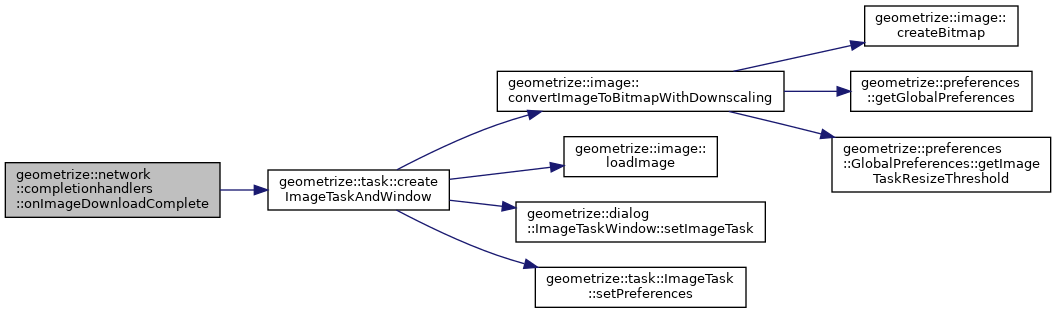 geometrize::network
::completionhandlers
::onImageDownloadComplete
geometrize::task::create
ImageTaskAndWindow
geometrize::image::
convertImageToBitmapWithDownscaling
geometrize::image::
loadImage
geometrize::dialog
::ImageTaskWindow::setImageTask
geometrize::task::ImageTask
::setPreferences
geometrize::image::
createBitmap
geometrize::preferences
::getGlobalPreferences
geometrize::preferences
::GlobalPreferences::getImage
TaskResizeThreshold